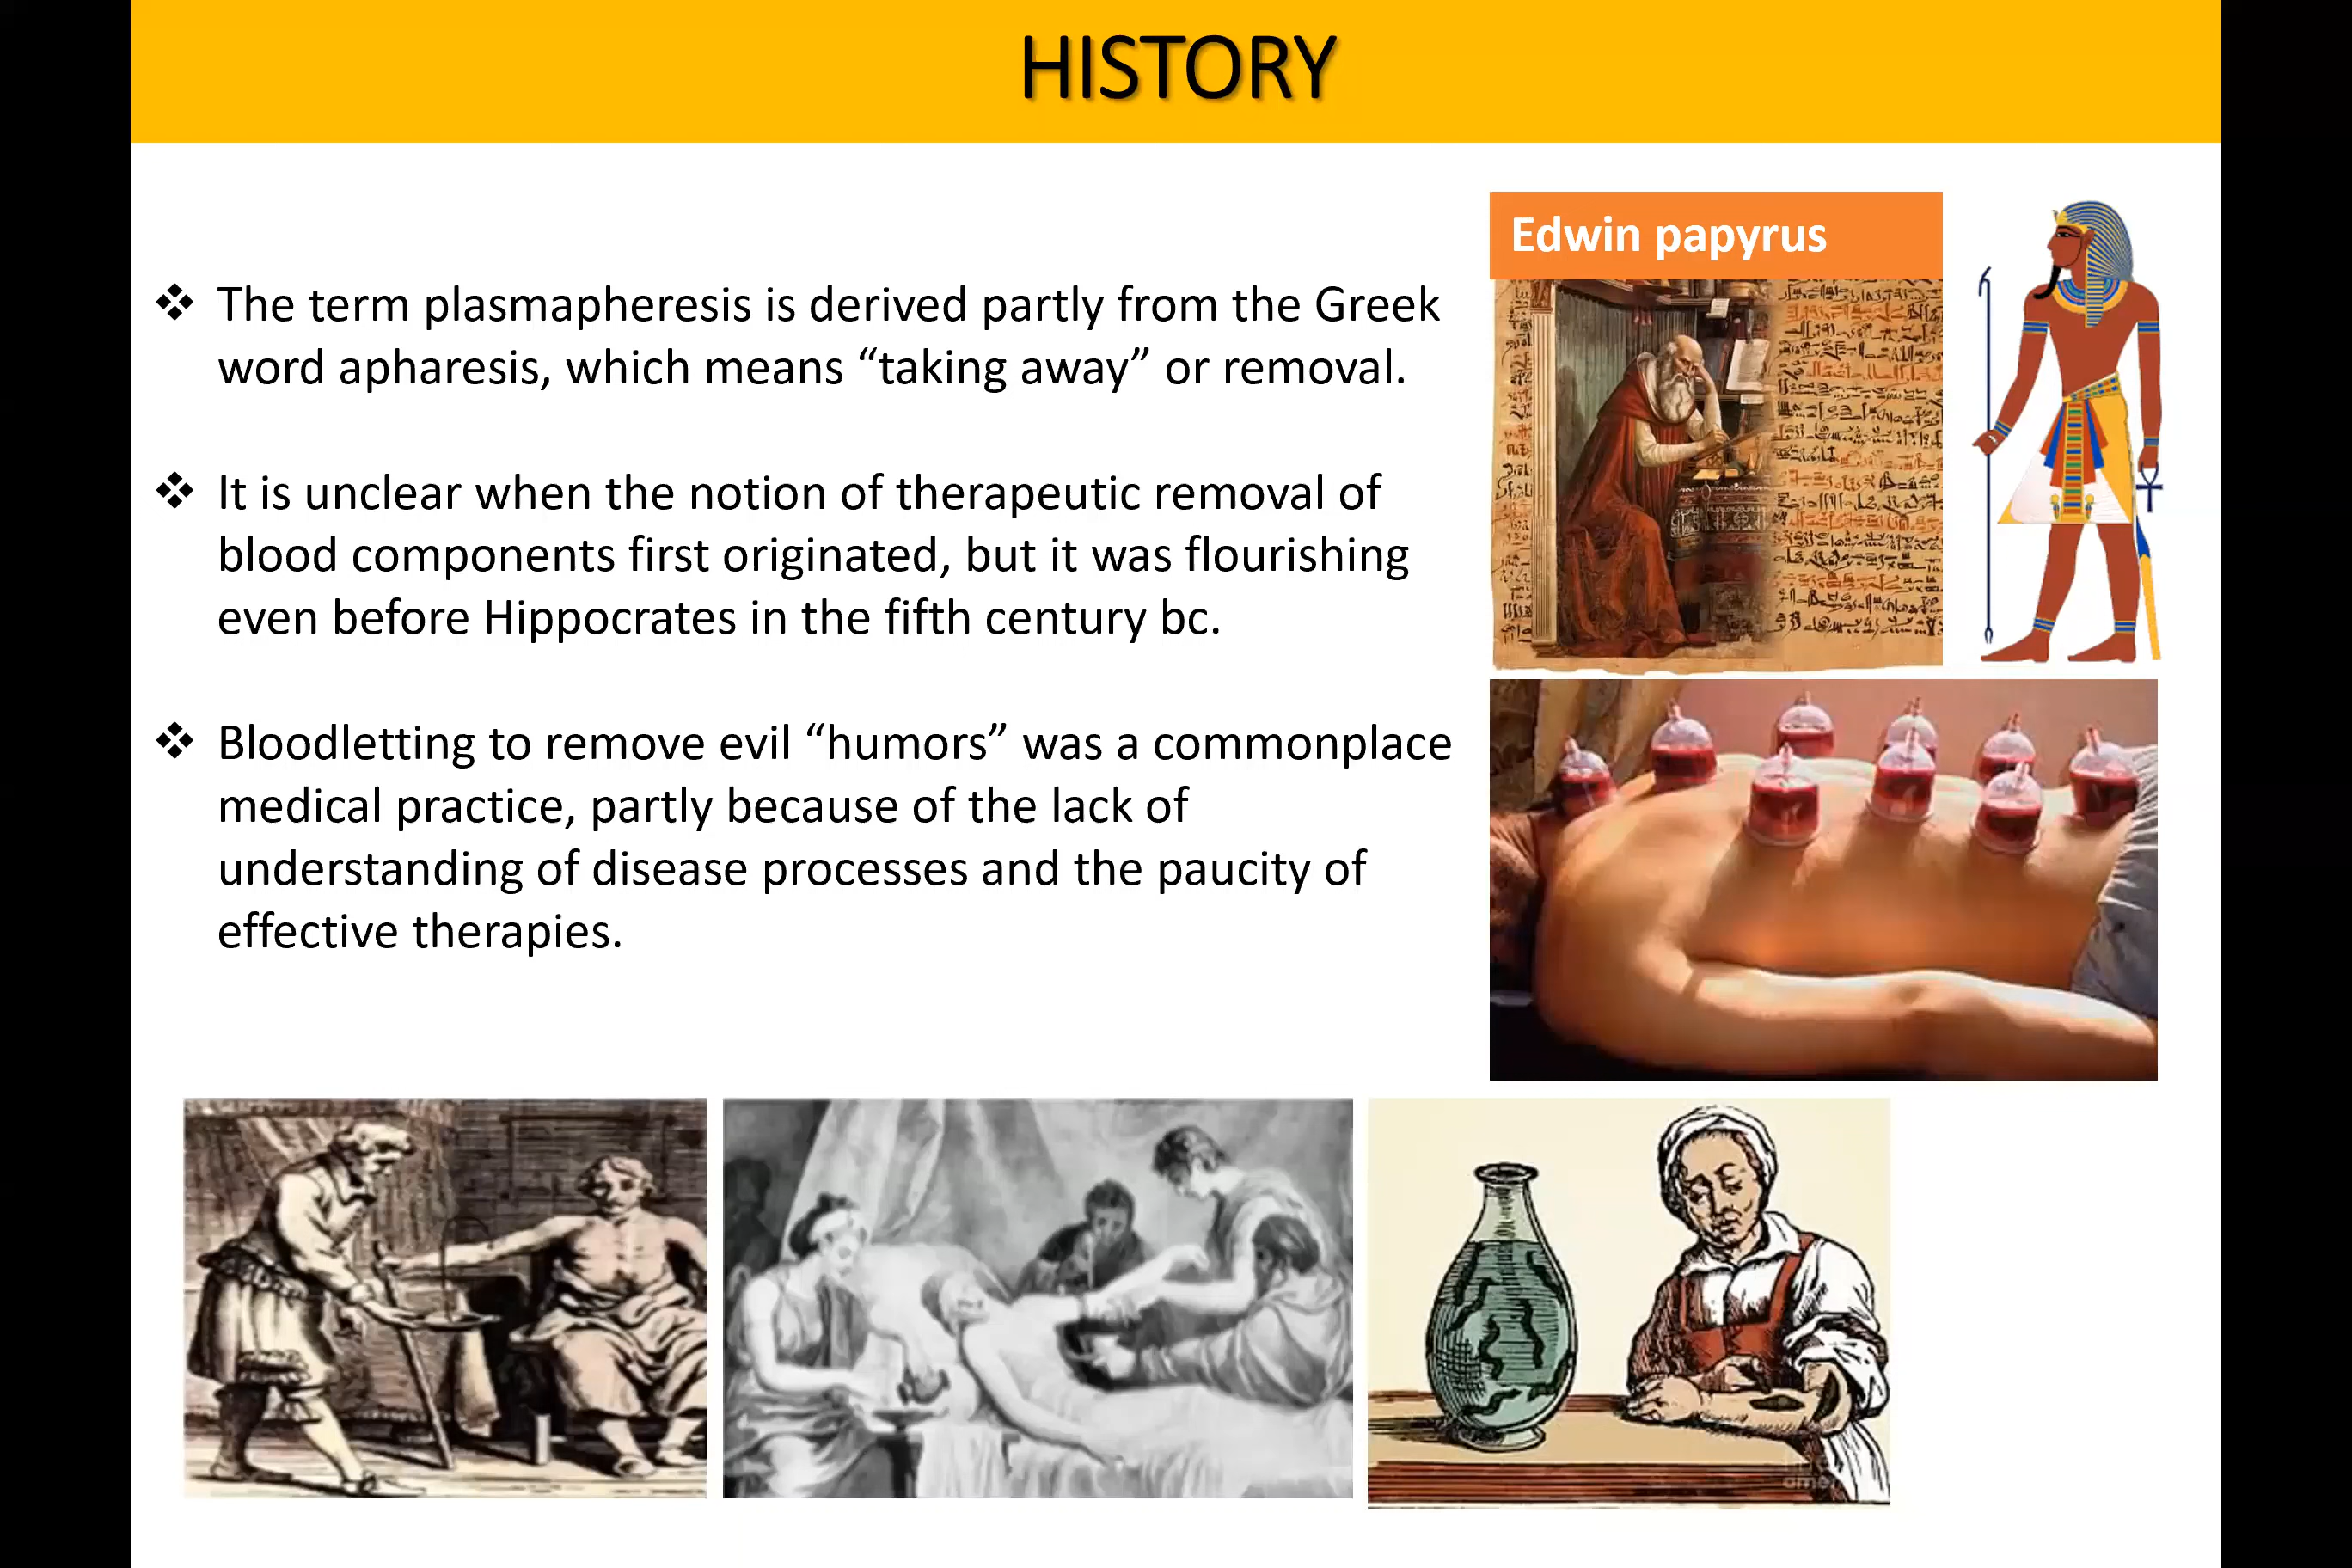 HISTORY
Edwin papyrus
❖ The term plasmapheresis is derived partly from the Greek
word apharesis, which means “taking away” or removal.
❖ It is unclear when the notion of therapeutic removal of
blood components first originated, but it was flourishing
even before Hippocrates in the fifth century bc.
❖ Bloodletting to remove evil “humors” was a commonplace
medical practice, partly because of the lack of
understanding of disease processes and the paucity of
effective therapies.